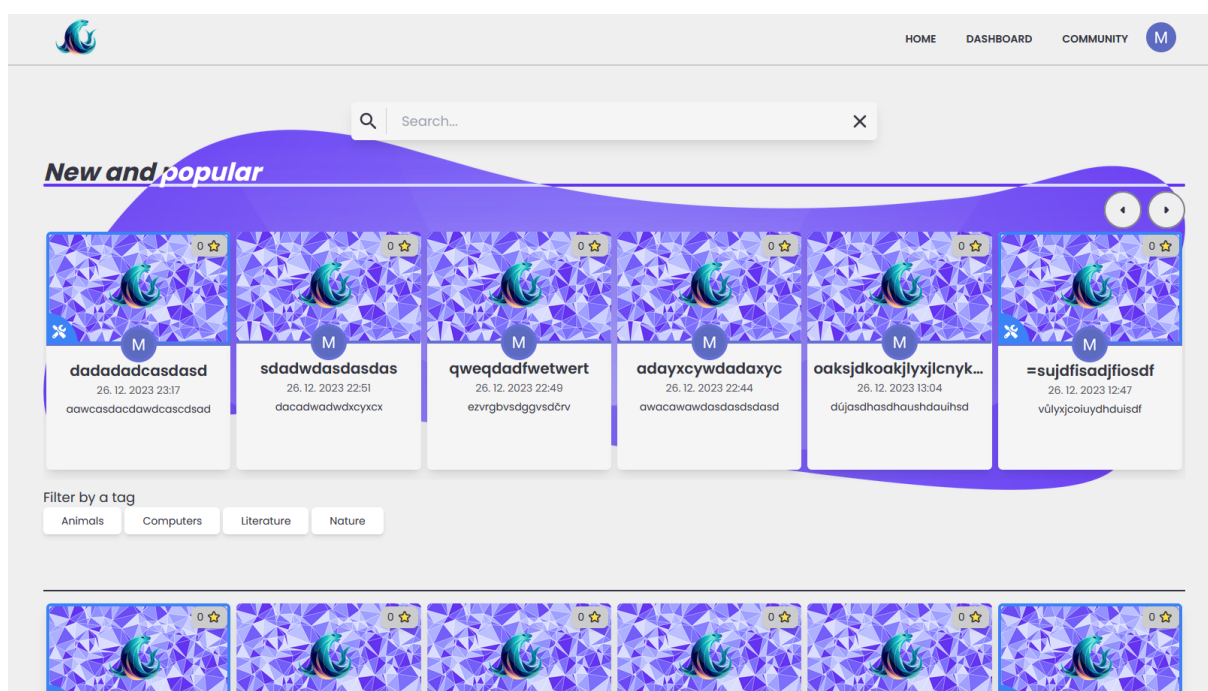 HOME DASHBOARD COMMUNITY M
Search...
New and popular
0 0 0 0 0 0
M M M M M M
dadadadcasdasd
26. 12. 2023 23:17
aawcasdacdawdcascdsad
sdadwdasdasdas
26. 12. 2023 22:51
dacadwadwdxcyxcx
qweqdadfwetwert
26. 12. 2023 22:49
ezvrgbvsdggvsdčrv
adayxcywdadaxyc
26. 12. 2023 22:44
awacawawdasdasdsdasd
oaksjdkoakjlyxjlcnyk...
26. 12. 2023 13:04
dújasdhasdhaushdauihsd
=sujdfisadjfiosdf
26. 12. 2023 12:47
vůlyxjcoiuydhduisdf
Filter by a tag
Animals Computers Literature Nature
0 0 0 0 0 0